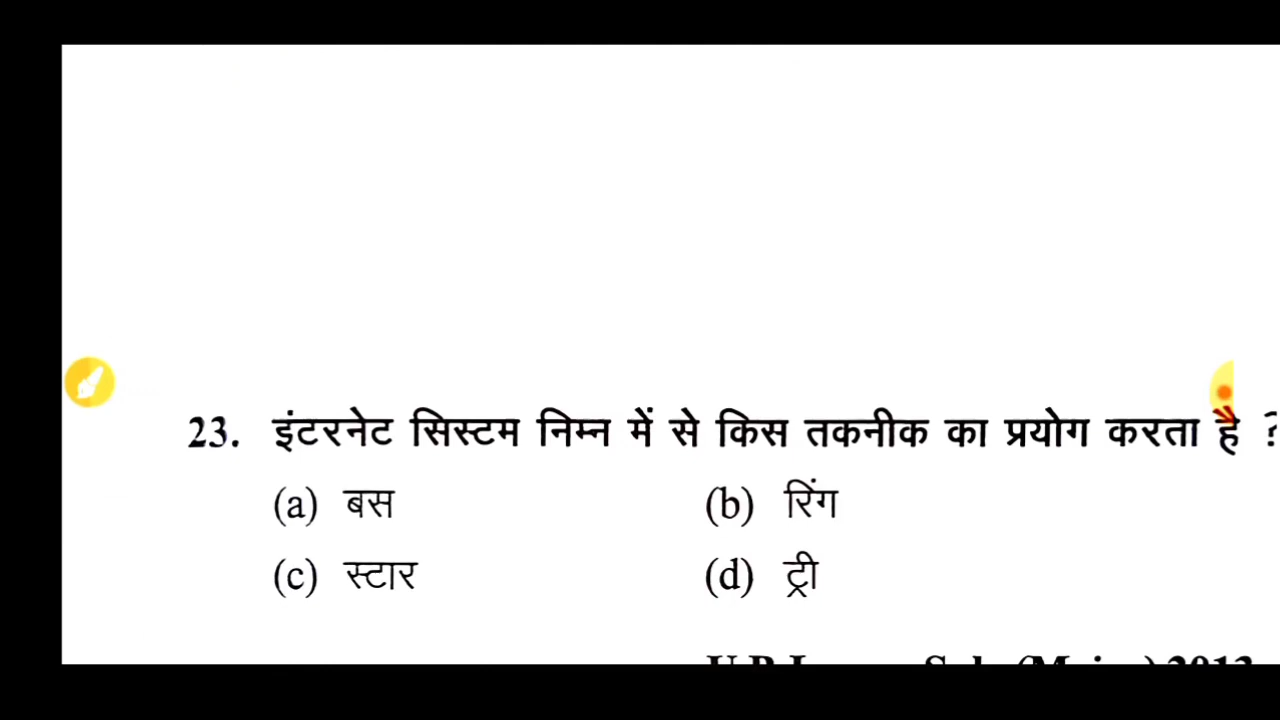 23. इंटरनेट सिस्टम निम्न में से किस तकनीक का प्रयोग करता है ?
(a) बस (b) रिंग
(c) स्टार (d) ट्री